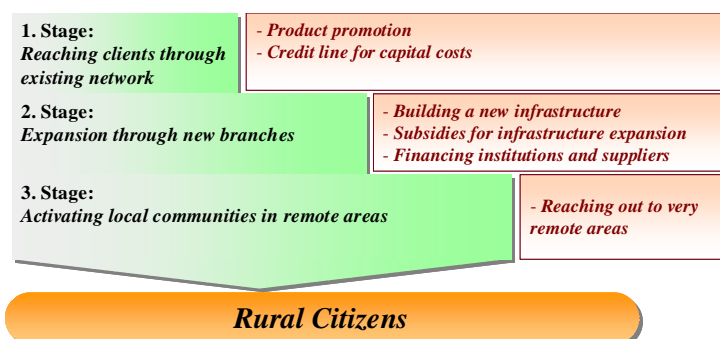 1. Stage:
Reaching clients through
existing network
- Product promotion
- Credit line for capital costs
2. Stage:
Expansion through new branches
- Building a new infrastructure
- Subsidies for infrastructure expansion
- Financing institutions and suppliers
3. Stage:
Activating local communities in remote areas
- Reaching out to very
remote areas
Rural Citizens